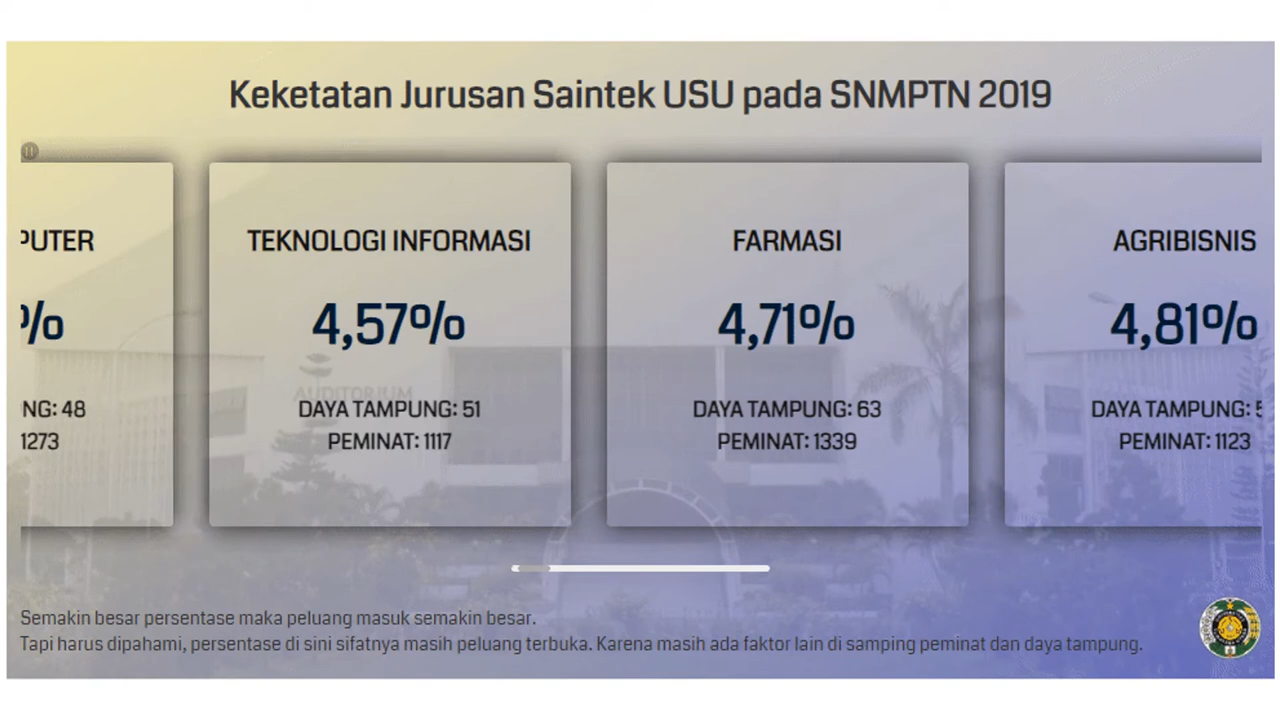 Keketatan Jurusan Saintek USU pada SNMPTN 2019
PUTER
%
NG: 48
1273
TEKNOLOGI INFORMASI
4,57%
DAYA TAMPUNG: 51
PEMINAT: 1117
FARMASI
4,71%
DAYA TAMPUNG: 63
PEMINAT: 1339
AGRIBISNIS
4,81%
DAYA TAMPUNG:
PEMINAT: 1123
AUDITORIUM
Semakin besar persentase maka peluang masuk semakin besar.
Tapi harus dipahami, persentase di sini sifatnya masih peluang terbuka. Karena masih ada faktor lain di samping peminat dan daya tampung.